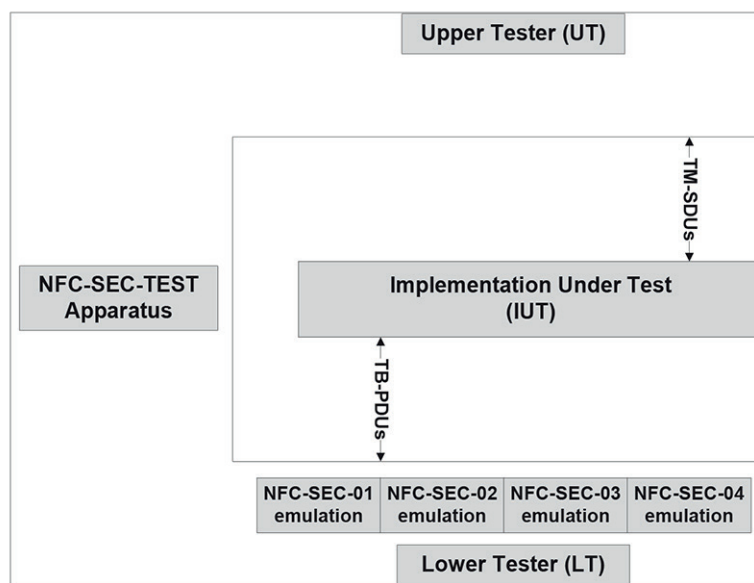 Upper Tester (UT)
TM-SDUs
NFC-SEC-TEST
Apparatus
Implementation Under Test
(IUT)
TB-PDUs
NFC-SEC-01
emulation
NFC-SEC-02
emulation
NFC-SEC-03
emulation
NFC-SEC-04
emulation
Lower Tester (LT)